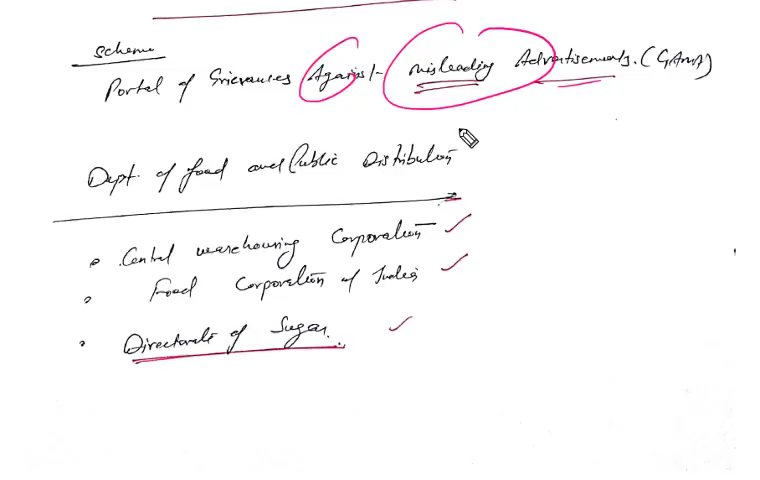 Scheme
Portal of Grievances Against misleading Advertisements. (GAMA)
Dept. of food and Public Distribution
Central warehousing Corporation
Food Corporation of India
Directorate of Sugar.